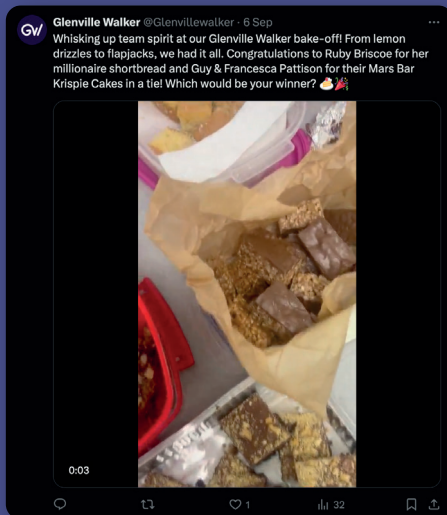 GW
Glenville Walker @Glenvillewalker · 6 Sep
Whisking up team spirit at our Glenville Walker bake-off! From lemon
drizzles to flapjacks, we had it all. Congratulations to Ruby Briscoe for her
millionaire shortbread and Guy & Francesca Pattison for their Mars Bar
Krispie Cakes in a tie! Which would be your winner? 🍰🎉
0:03
1
32